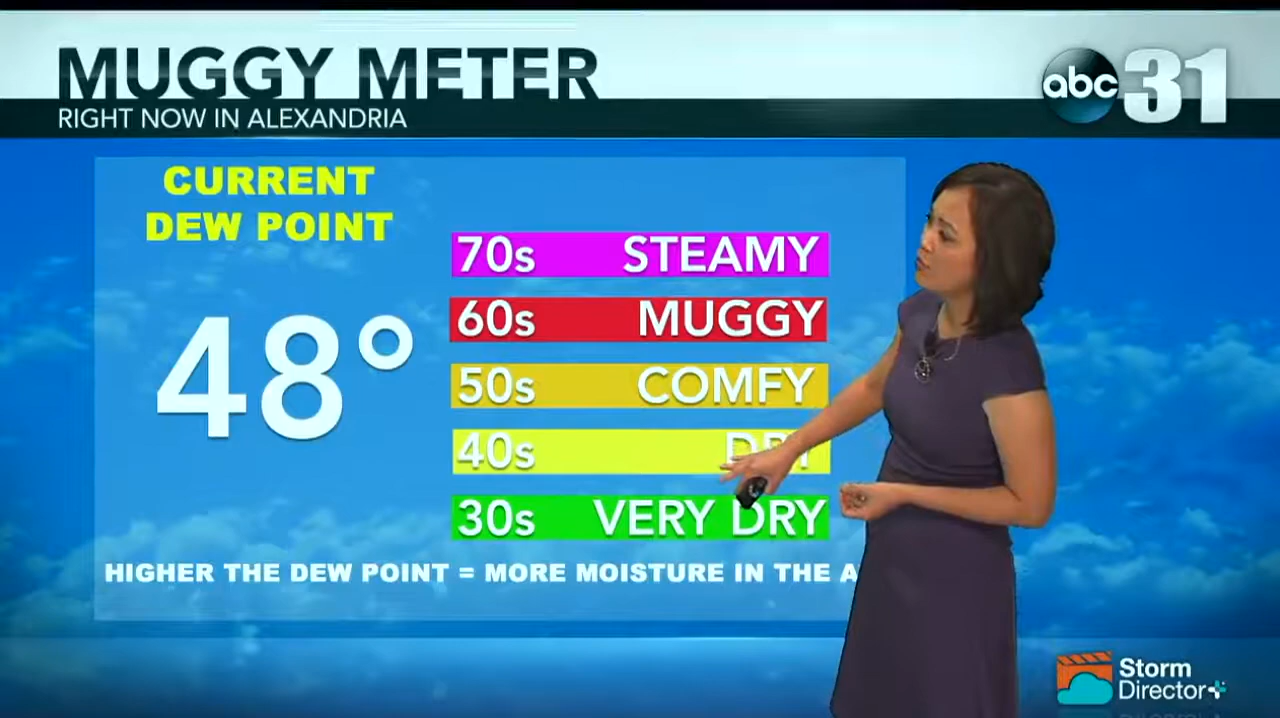 MUGGY METER
RIGHT NOW IN ALEXANDRIA
abc 31
CURRENT
DEW POINT
48°
70s STEAMY
60s MUGGY
50s COMFY
40s
30s VERY DRY
HIGHER THE DEW POINT = MORE MOISTURE IN THE A
Storm
Director+